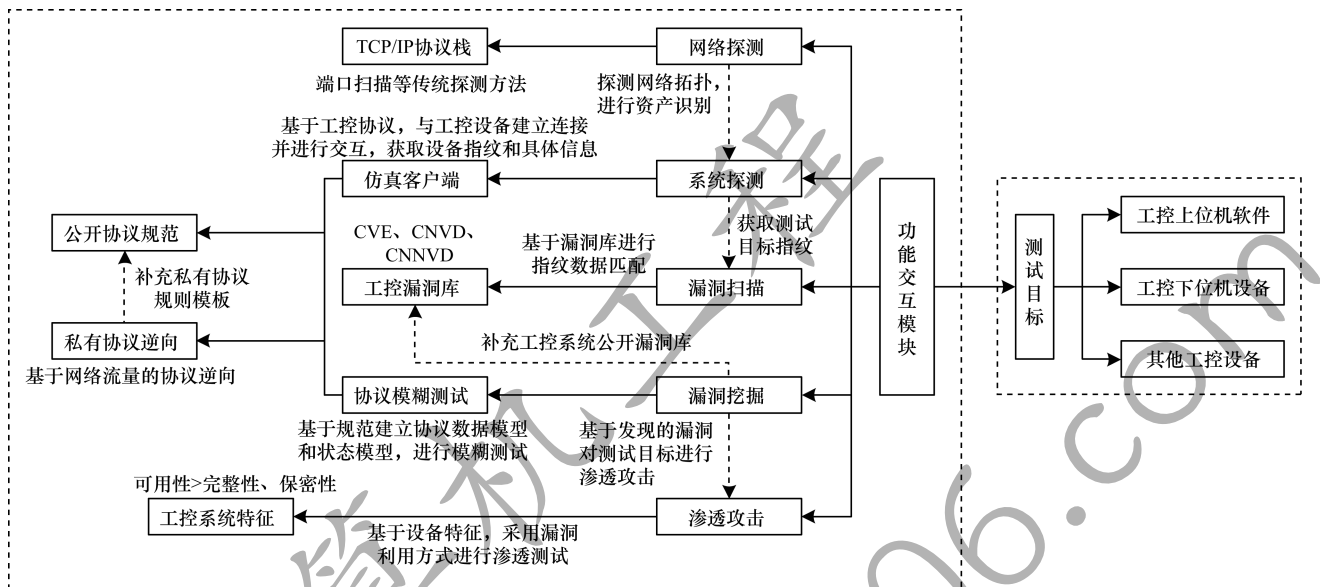 TCP/IP协议栈
网络探测
端口扫描等传统探测方法
探测网络拓扑,
进行资产识别
基于工控协议，与工控设备建立连接
并进行交互，获取设备指纹和具体信息
仿真客户端
系统探测
公开协议规范
CVE、CNVD、
CNNVD
基于漏洞库进行
指纹数据匹配
获取测试
目标指纹
补充私有协议
规则模板
工控漏洞库
漏洞扫描
功能交互模块
测试目标
工控上位机软件
工控下位机设备
其他工控设备
私有协议逆向
基于网络流量的协议逆向
补充工控系统公开漏洞库
协议模糊测试
漏洞挖掘
基于规范建立协议数据模型
和状态模型，进行模糊测试
基于发现的漏洞
对测试目标进行
渗透攻击
可用性>完整性、保密性
工控系统特征
渗透攻击
基于设备特征，采用漏洞
利用方式进行渗透测试
算机工程
06.com